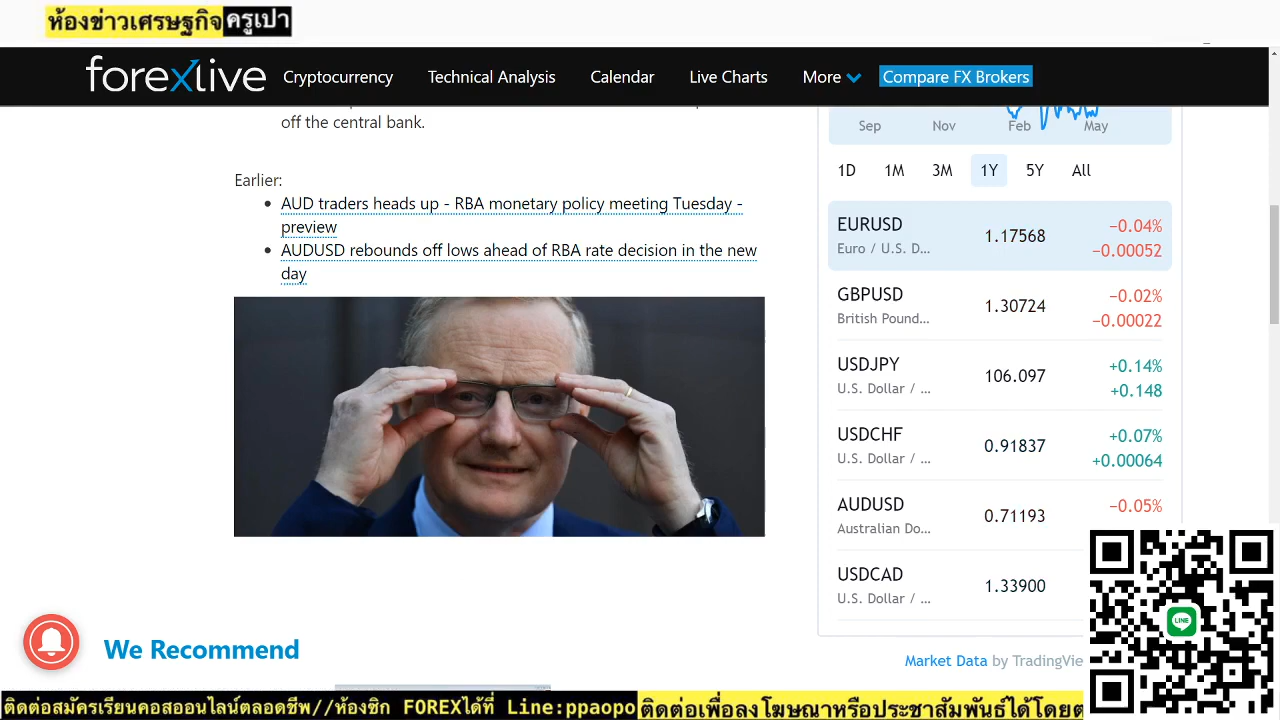 ห้องข่าวเศรษฐกิจครูเปา
forexlive Cryptocurrency Technical Analysis Calendar Live Charts More Compare FX Brokers
off the central bank.
Earlier:
AUD traders heads up - RBA monetary policy meeting Tuesday -
preview
AUDUSD rebounds off lows ahead of RBA rate decision in the new
day
We Recommend
Sep Nov Feb May
1D 1M 3M 1Y 5Y All
EURUSD 1.17568 −0.04%
Euro / U.S. D... −0.00052
GBPUSD 1.30724 −0.02%
British Pound... −0.00022
USDJPY 106.097 +0.14%
U.S. Dollar / ... +0.148
USDCHF 0.91837 +0.07%
U.S. Dollar / ... +0.00064
AUDUSD 0.71193 −0.05%
Australian Do...
USDCAD 1.33900
U.S. Dollar / ...
Market Data by TradingVie
LINE
ติดต่อสมัครเรียนคอสออนไลน์ตลอดชีพ//ห้องซิก FOREXได้ที่ Line:ppaopo ติดต่อเพื่อลงโฆษณาหรือประชาสัมพันธ์ได้โดยต